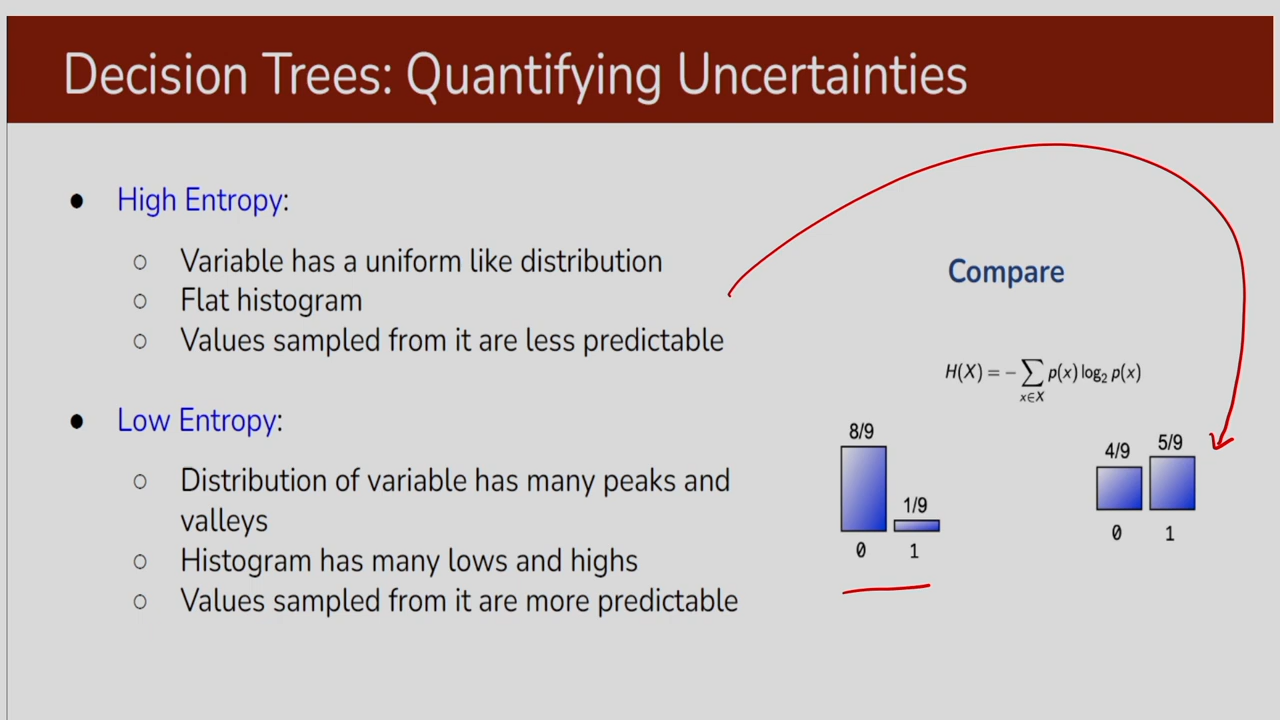 Decision Trees: Quantifying Uncertainties
● High Entropy:
○ Variable has a uniform like distribution
○ Flat histogram
○ Values sampled from it are less predictable
● Low Entropy:
○ Distribution of variable has many peaks and
valleys
○ Histogram has many lows and highs
○ Values sampled from it are more predictable
Compare
H(X) = − ∑ p(x) log₂ p(x)
x∈X
8/9
1/9
0 1
4/9 5/9
0 1